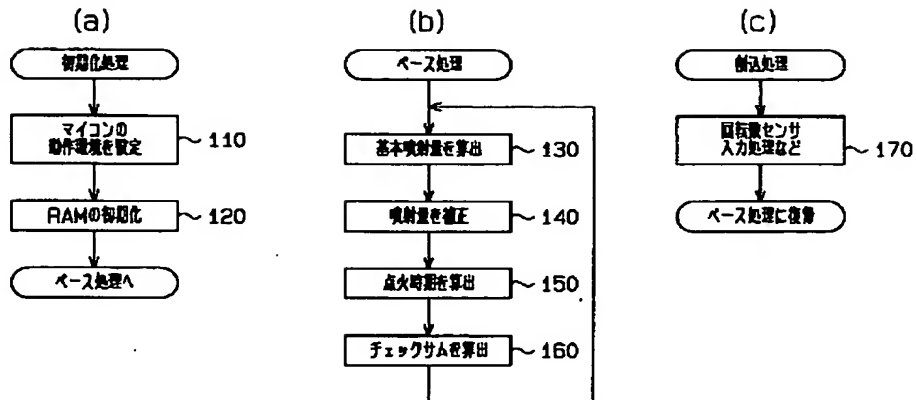 (a)
初期化処理
マイコンの
動作環境を設定
110
RAMの初期化
120
ベース処理へ
(b)
ベース処理
基本噴射量を算出
130
噴射量を補正
140
点火時期を算出
150
チェックサムを算出
160
(c)
割込処理
回転数センサ
入力処理など
170
ベース処理に復帰